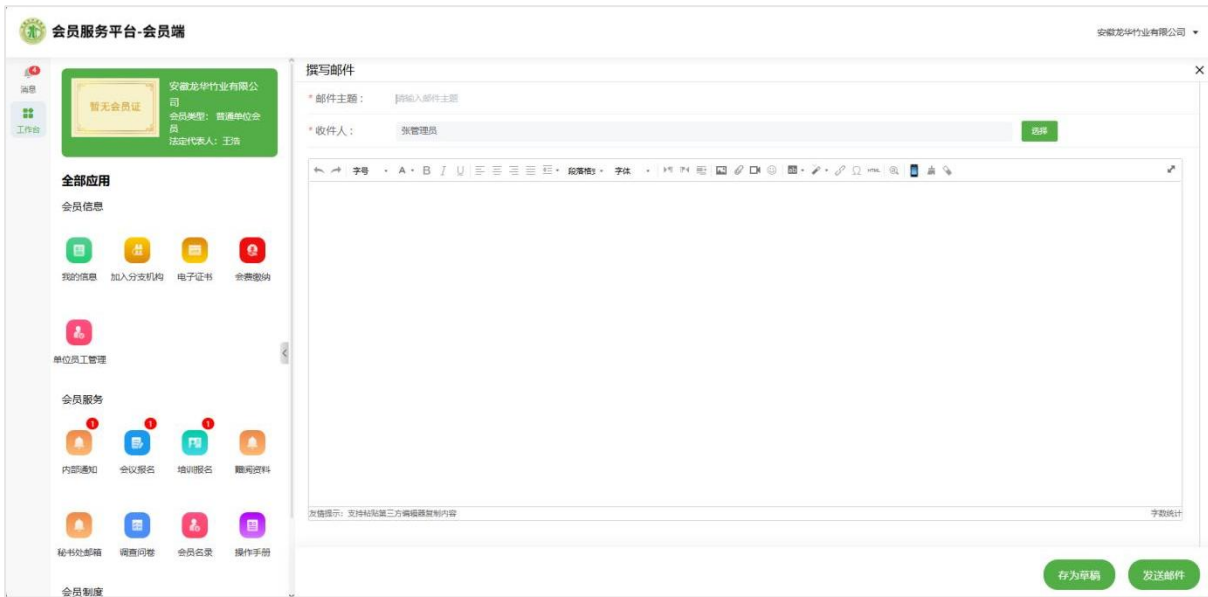 会员服务平台-会员端
安徽龙华竹业有限公司
4
消息
工作台
暂无会员证
安徽龙华竹业有限公
司
会员类型：普通单位会
员
法定代表人：王浩
全部应用
会员信息
我的信息 加入分支机构 电子证书 会费缴纳
单位员工管理
会员服务
1 1 1
内部通知 会议报名 培训报名 期间资料
秘书处邮箱 调查问卷 会员名录 操作手册
会员制度
撰写邮件
* 邮件主题： 请输入邮件主题
* 收件人： 张管理员 选择
字号 A B I U 段落格式 字体 HTML
友情提示：支持粘贴第三方编辑器复制内容 字数统计
存为草稿 发送邮件